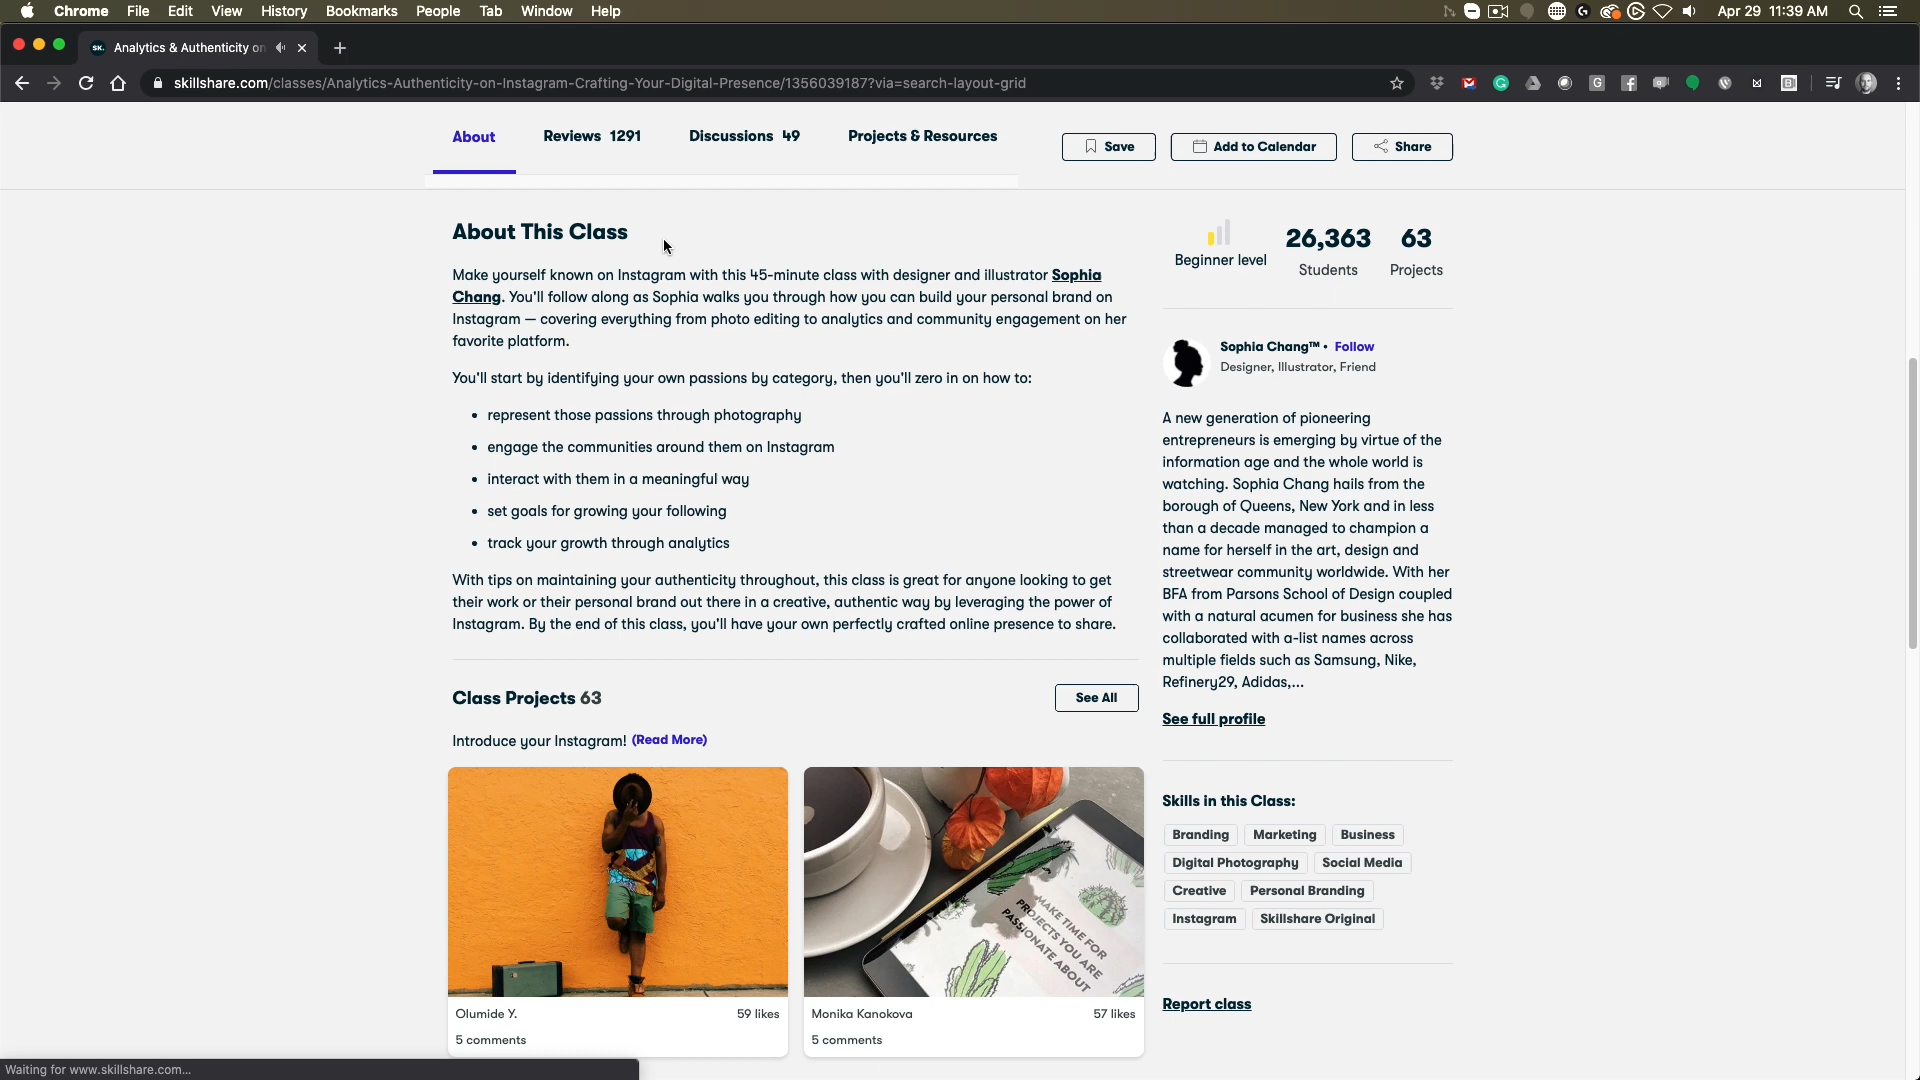 Chrome File Edit View History Bookmarks People Tab Window Help Apr 29 11:39 AM
SK. Analytics & Authenticity on
skillshare.com/classes/Analytics-Authenticity-on-Instagram-Crafting-Your-Digital-Presence/1356039187?via=search-layout-grid
About Reviews 1291 Discussions 49 Projects & Resources
Save Add to Calendar Share
About This Class
Make yourself known on Instagram with this 45-minute class with designer and illustrator Sophia
Chang. You'll follow along as Sophia walks you through how you can build your personal brand on
Instagram — covering everything from photo editing to analytics and community engagement on her
favorite platform.
You'll start by identifying your own passions by category, then you'll zero in on how to:
• represent those passions through photography
• engage the communities around them on Instagram
• interact with them in a meaningful way
• set goals for growing your following
• track your growth through analytics
With tips on maintaining your authenticity throughout, this class is great for anyone looking to get
their work or their personal brand out there in a creative, authentic way by leveraging the power of
Instagram. By the end of this class, you'll have your own perfectly crafted online presence to share.
Class Projects 63
See All
Introduce your Instagram! (Read More)
MAKE TIME FOR
PROJECTS YOU ARE
PASSIONATE ABOUT
Olumide Y. 59 likes
5 comments
Monika Kanokova 57 likes
5 comments
Beginner level
26,363
Students
63
Projects
Sophia Chang™ • Follow
Designer, Illustrator, Friend
A new generation of pioneering
entrepreneurs is emerging by virtue of the
information age and the whole world is
watching. Sophia Chang hails from the
borough of Queens, New York and in less
than a decade managed to champion a
name for herself in the art, design and
streetwear community worldwide. With her
BFA from Parsons School of Design coupled
with a natural acumen for business she has
collaborated with a-list names across
multiple fields such as Samsung, Nike,
Refinery29, Adidas,...
See full profile
Skills in this Class:
Branding Marketing Business
Digital Photography Social Media
Creative Personal Branding
Instagram Skillshare Original
Report class
Waiting for www.skillshare.com...